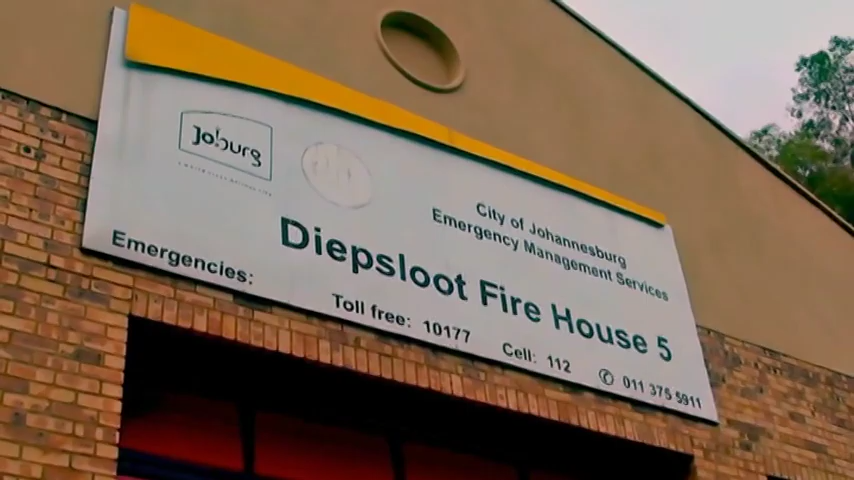 Joburg
City of Johannesburg
Emergency Management Services
Diepsloot Fire House 5
Emergencies:
Toll free: 10177
Cell: 112
✆ 011 375 5911